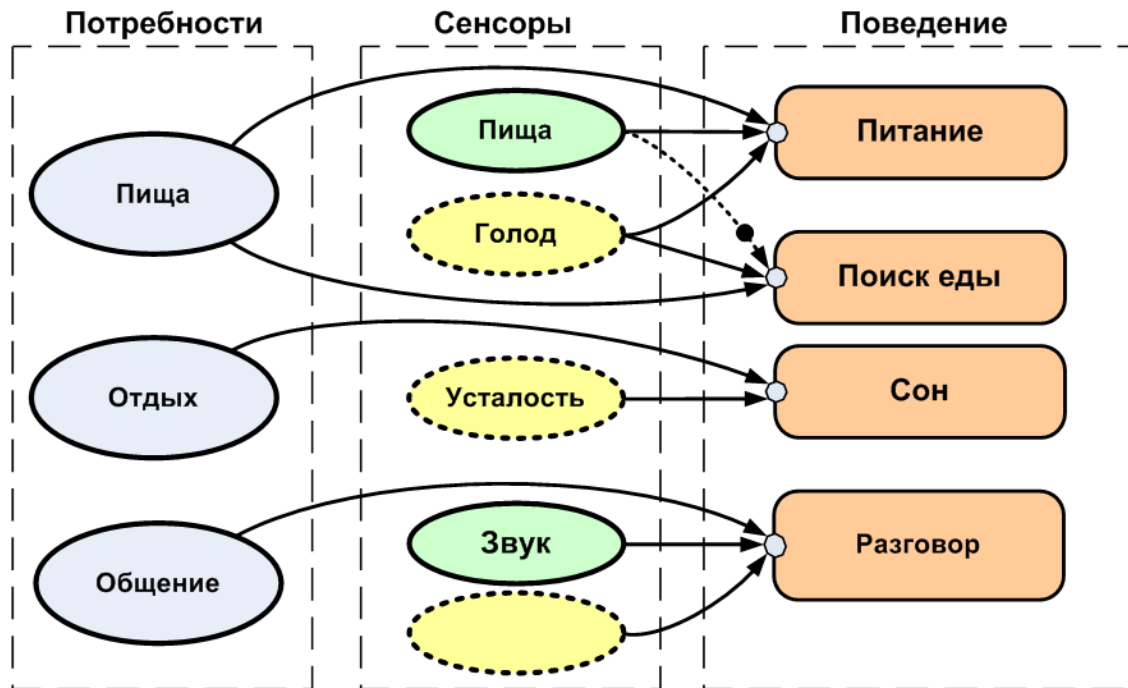 Потребности
Сенсоры
Поведение
Пища
Отдых
Общение
Пища
Голод
Усталость
Звук
Питание
Поиск еды
Сон
Разговор